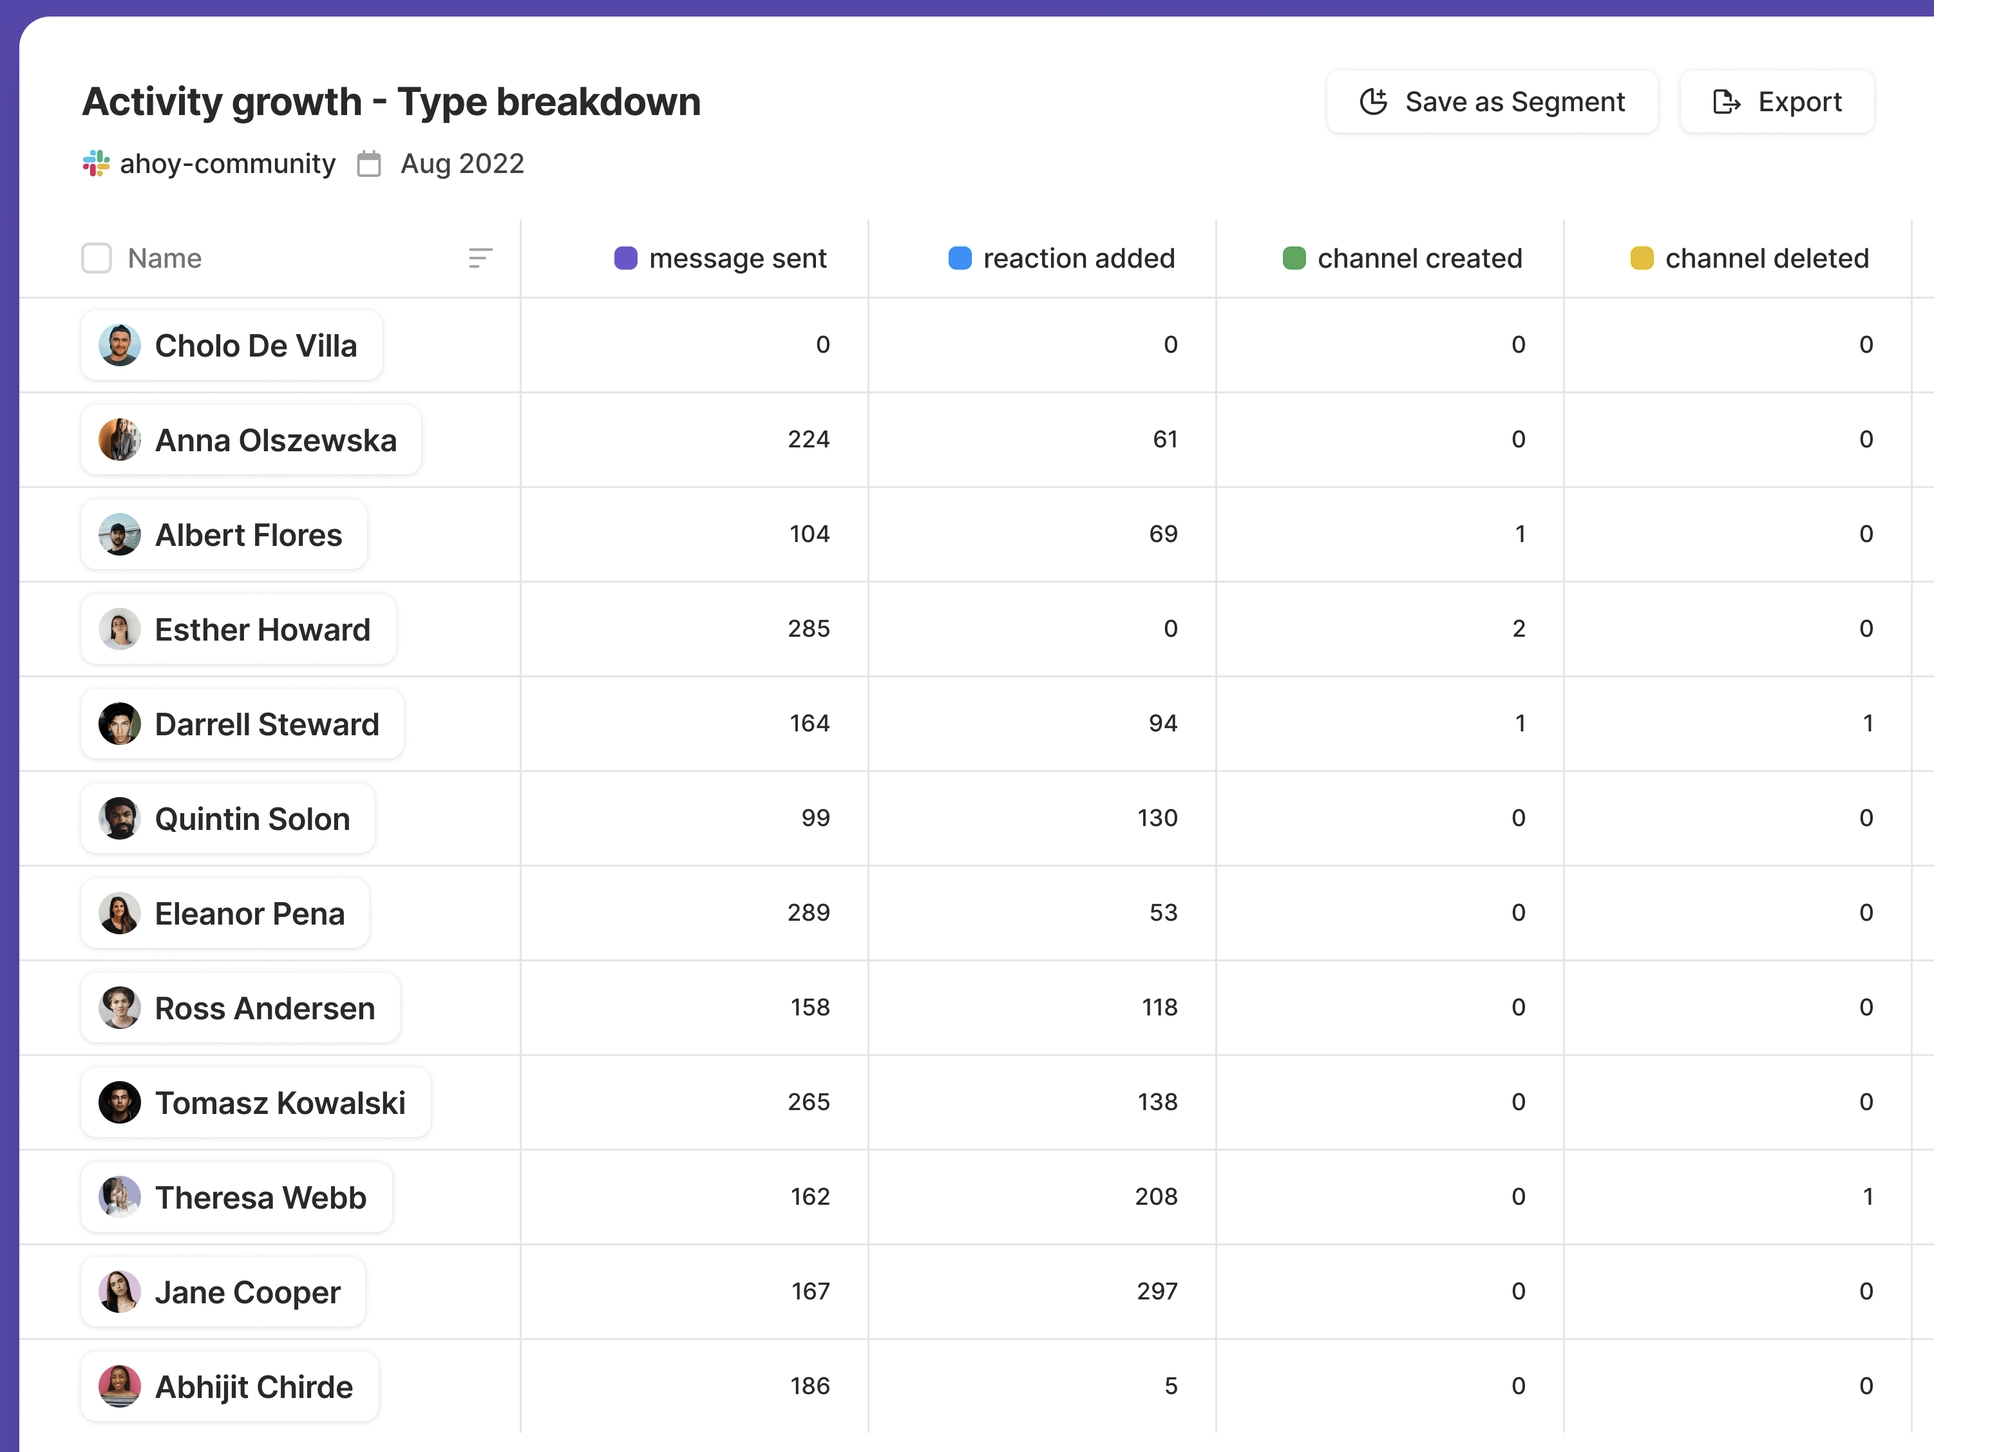 Activity growth - Type breakdown
Save as Segment
Export
ahoy-community Aug 2022
Name message sent reaction added channel created channel deleted
Cholo De Villa 0 0 0 0
Anna Olszewska 224 61 0 0
Albert Flores 104 69 1 0
Esther Howard 285 0 2 0
Darrell Steward 164 94 1 1
Quintin Solon 99 130 0 0
Eleanor Pena 289 53 0 0
Ross Andersen 158 118 0 0
Tomasz Kowalski 265 138 0 0
Theresa Webb 162 208 0 1
Jane Cooper 167 297 0 0
Abhijit Chirde 186 5 0 0